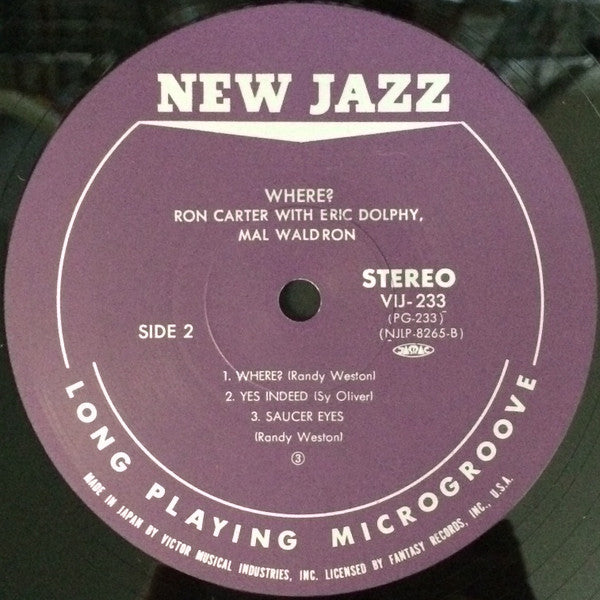 NEW JAZZ
WHERE?
RON CARTER WITH ERIC DOLPHY,
MAL WALDRON
STEREO
VIJ-233
(PG-233)
(NJLP-8265-B)
JASRAC
SIDE 2
1. WHERE? (Randy Weston)
2. YES INDEED (Sy Oliver)
3. SAUCER EYES
(Randy Weston)
③
LONG PLAYING MICROGROOVE
MADE IN JAPAN BY VICTOR MUSICAL INDUSTRIES, INC. LICENSED BY FANTASY RECORDS, INC., U.S.A.